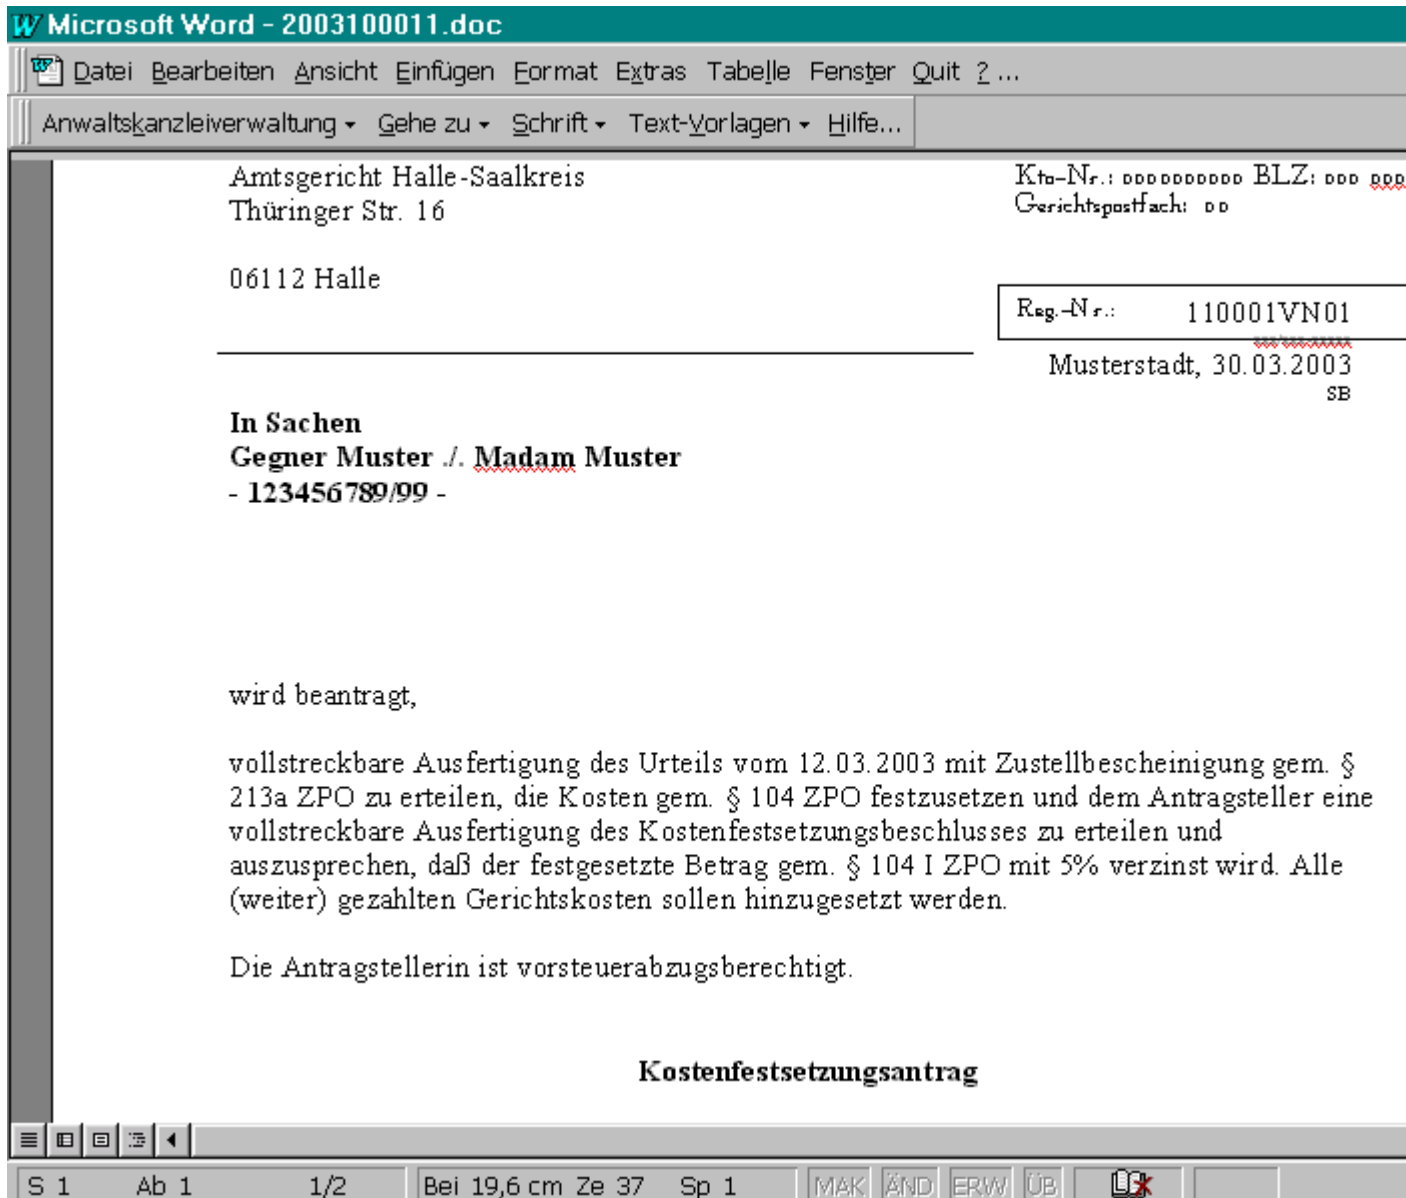 Microsoft Word - 2003100011.doc
Datei Bearbeiten Ansicht Einfügen Format Extras Tabelle Fenster Quit ? ...
Anwaltskanzleiverwaltung Gehe zu Schrift Text-Vorlagen Hilfe...
Amtsgericht Halle-Saalkreis
Thüringer Str. 16
06112 Halle
Kto-Nr.: oooooooooo BLZ: ooo ooo
Gerichtspostfach: oo
Reg.-Nr.: 110001VN01
Musterstadt, 30.03.2003
SB
In Sachen
Gegner Muster ./. Madam Muster
- 123456789/99 -
wird beantragt,
vollstreckbare Ausfertigung des Urteils vom 12.03.2003 mit Zustellbescheinigung gem. §
213a ZPO zu erteilen, die Kosten gem. § 104 ZPO festzusetzen und dem Antragsteller eine
vollstreckbare Ausfertigung des Kostenfestsetzungsbeschlusses zu erteilen und
auszusprechen, daß der festgesetzte Betrag gem. § 104 I ZPO mit 5% verzinst wird. Alle
(weiter) gezahlten Gerichtskosten sollen hinzugesetzt werden.
Die Antragstellerin ist vorsteuerabzugsberechtigt.
Kostenfestsetzungsantrag
S 1 Ab 1 1/2 Bei 19,6 cm Ze 37 Sp 1 MAK ÄND ERW ÜB